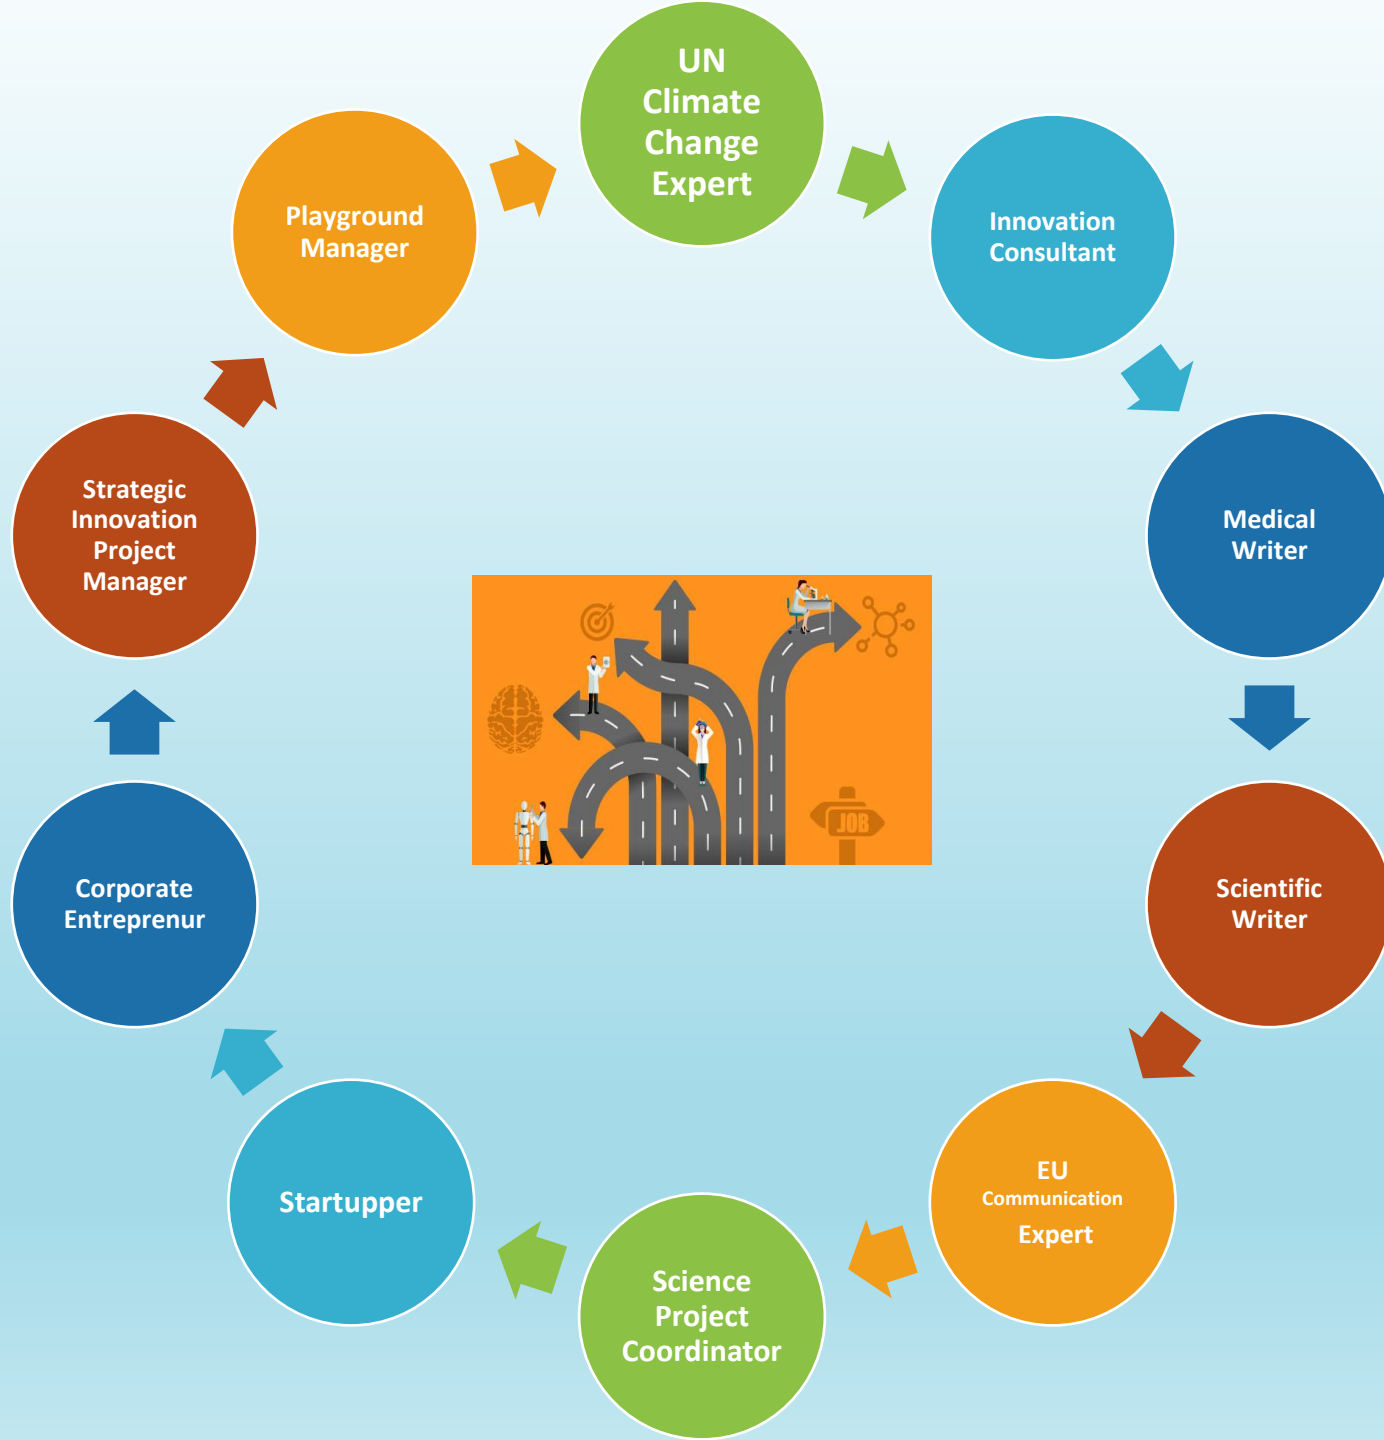 UN
Climate
Change
Expert
Innovation
Consultant
Medical
Writer
Scientific
Writer
EU
Communication
Expert
Science
Project
Coordinator
Startupper
Corporate
Entreprenur
Strategic
Innovation
Project
Manager
Playground
Manager
JOB